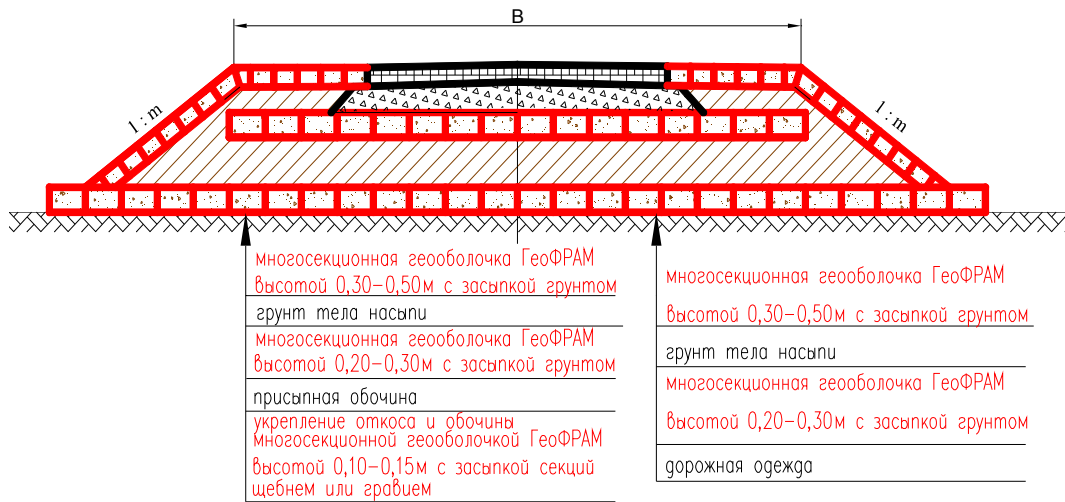 B
1 : m
1 : m
многосекционная геооболочка ГеоФРАМ
высотой 0,30-0,50м с засыпкой грунтом
грунт тела насыпи
многосекционная геооболочка ГеоФРАМ
высотой 0,20-0,30м с засыпкой грунтом
присыпная обочина
укрепление откоса и обочины
многосекционной геооболочкой ГеоФРАМ
высотой 0,10-0,15м с засыпкой секций
щебнем или гравием
многосекционная геооболочка ГеоФРАМ
высотой 0,30-0,50м с засыпкой грунтом
грунт тела насыпи
многосекционная геооболочка ГеоФРАМ
высотой 0,20-0,30м с засыпкой грунтом
дорожная одежда